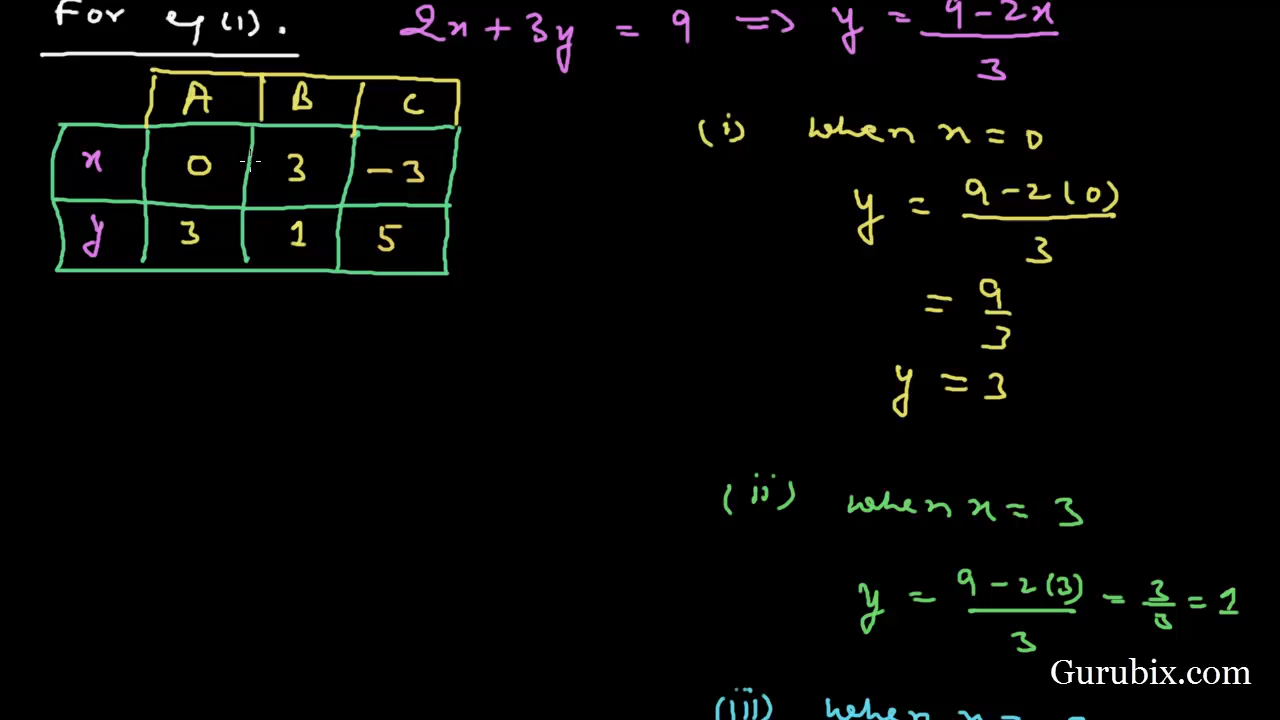 For eq (1).
2x + 3y = 9 => y = (9 - 2x)/3
A B C
x 0 3 -3
y 3 1 5
(i) when x = 0
y = (9 - 2(0))/3
= 9/3
y = 3
(ii) when x = 3
y = (9 - 2(3))/3 = 3/3 = 1
(iii) when x =
Gurubix.com